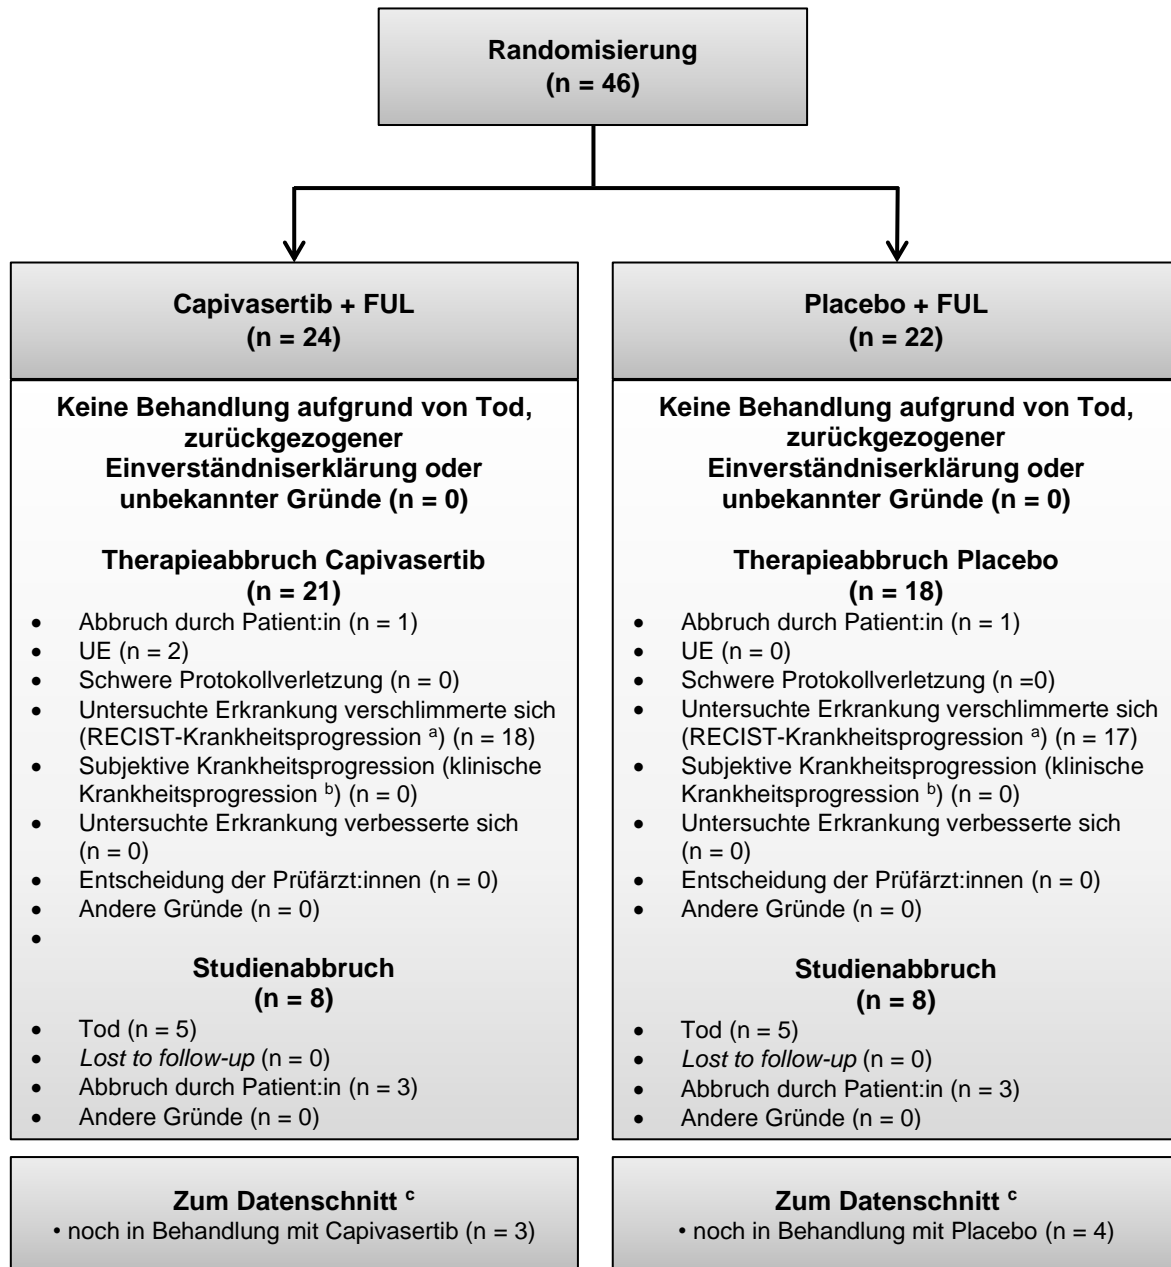 Randomisierung
(n = 46)
Capivasertib + FUL
(n = 24)
Keine Behandlung aufgrund von Tod,
zurückgezogener
Einverständniserklärung oder
unbekannter Gründe (n = 0)
Therapieabbruch Capivasertib
(n = 21)
• Abbruch durch Patient:in (n = 1)
• UE (n = 2)
• Schwere Protokollverletzung (n = 0)
• Untersuchte Erkrankung verschlimmerte sich
(RECIST-Krankheitsprogression ᵃ) (n = 18)
• Subjektive Krankheitsprogression (klinische
Krankheitsprogression ᵇ) (n = 0)
• Untersuchte Erkrankung verbesserte sich
(n = 0)
• Entscheidung der Prüfärzt:innen (n = 0)
• Andere Gründe (n = 0)
•
Studienabbruch
(n = 8)
• Tod (n = 5)
• Lost to follow-up (n = 0)
• Abbruch durch Patient:in (n = 3)
• Andere Gründe (n = 0)
Zum Datenschnitt ᶜ
• noch in Behandlung mit Capivasertib (n = 3)
Placebo + FUL
(n = 22)
Keine Behandlung aufgrund von Tod,
zurückgezogener
Einverständniserklärung oder
unbekannter Gründe (n = 0)
Therapieabbruch Placebo
(n = 18)
• Abbruch durch Patient:in (n = 1)
• UE (n = 0)
• Schwere Protokollverletzung (n =0)
• Untersuchte Erkrankung verschlimmerte sich
(RECIST-Krankheitsprogression ᵃ) (n = 17)
• Subjektive Krankheitsprogression (klinische
Krankheitsprogression ᵇ) (n = 0)
• Untersuchte Erkrankung verbesserte sich
(n = 0)
• Entscheidung der Prüfärzt:innen (n = 0)
• Andere Gründe (n = 0)
Studienabbruch
(n = 8)
• Tod (n = 5)
• Lost to follow-up (n = 0)
• Abbruch durch Patient:in (n = 3)
• Andere Gründe (n = 0)
Zum Datenschnitt ᶜ
• noch in Behandlung mit Placebo (n = 4)